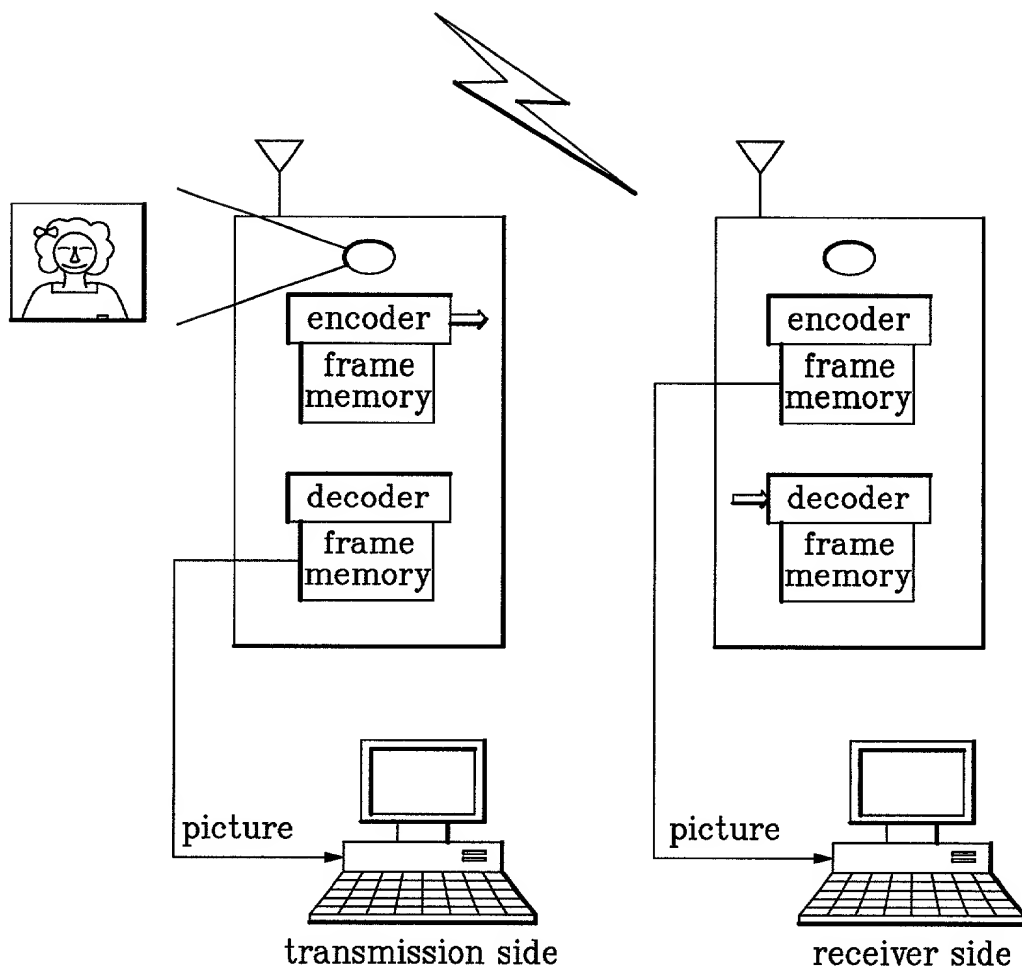 encoder
frame
memory
decoder
frame
memory
picture
transmission side
encoder
frame
memory
decoder
frame
memory
picture
receiver side